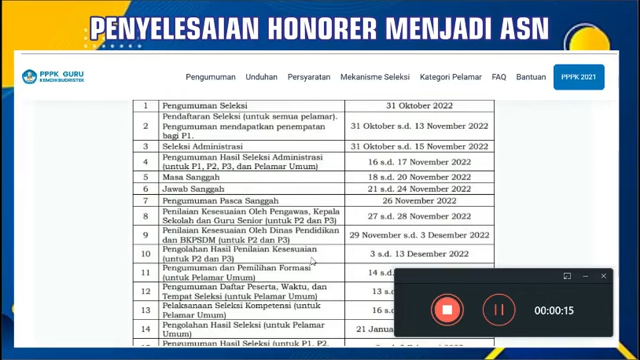 PENYELESAIAN HONORER MENJADI ASN
PPPK GURU
KEMDIKBUDRISTEK
Pengumuman Unduhan Persyaratan Mekanisme Seleksi Kategori Pelamar FAQ Bantuan PPPK 2021
1 Pengumuman Seleksi 31 Oktober 2022
2 Pendaftaran Seleksi (untuk semua pelamar).
Pengumuman mendapatkan penempatan
bagi P1.
31 Oktober s.d. 13 November 2022
3 Seleksi Administrasi 31 Oktober s.d. 15 November 2022
4 Pengumuman Hasil Seleksi Administrasi
(untuk P1, P2, P3, dan Pelamar Umum)
16 s.d. 17 November 2022
5 Masa Sanggah 18 s.d. 20 November 2022
6 Jawab Sanggah 21 s.d. 24 November 2022
7 Pengumuman Pasca Sanggah 26 November 2022
8 Penilaian Kesesuaian Oleh Pengawas, Kepala
Sekolah dan Guru Senior (untuk P2 dan P3)
27 s.d. 28 November 2022
9 Penilaian Kesesuaian Oleh Dinas Pendidikan
dan BKPSDM (untuk P2 dan P3)
29 November s.d. 3 Desember 2022
10 Pengolahan Hasil Penilaian Kesesuaian
(untuk P2 dan P3)
3 s.d. 13 Desember 2022
11 Pengumuman dan Pemilihan Formasi
(untuk Pelamar Umum)
14 s.d.
12 Pengumuman Daftar Peserta, Waktu, dan
Tempat Seleksi (untuk Pelamar Umum)
13 s.d.
13 Pelaksanaan Seleksi Kompetensi (untuk
Pelamar Umum)
16 s.d.
14 Pengolahan Hasil Seleksi (untuk Pelamar
Umum)
21
00:00:15
Pengumuman Hasil Seleksi (untuk P1, P2,